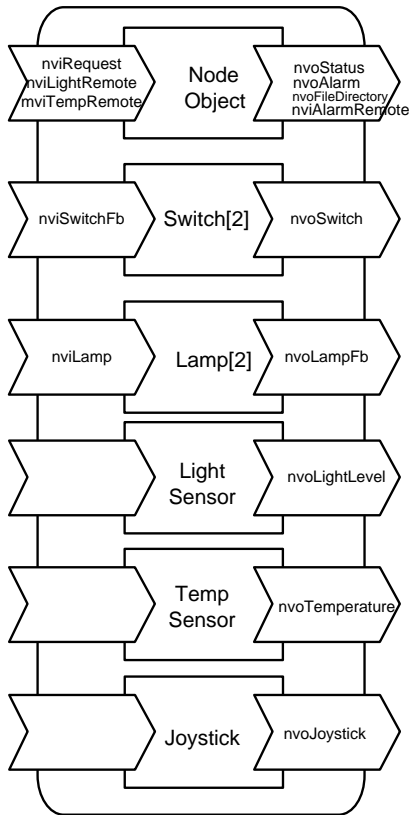 nviRequest
nviLightRemote
mviTempRemote
Node
Object
nvoStatus
nvoAlarm
nvoFileDirectory
nviAlarmRemote
nviSwitchFb
Switch[2]
nvoSwitch
nviLamp
Lamp[2]
nvoLampFb
Light
Sensor
nvoLightLevel
Temp
Sensor
nvoTemperature
Joystick
nvoJoystick